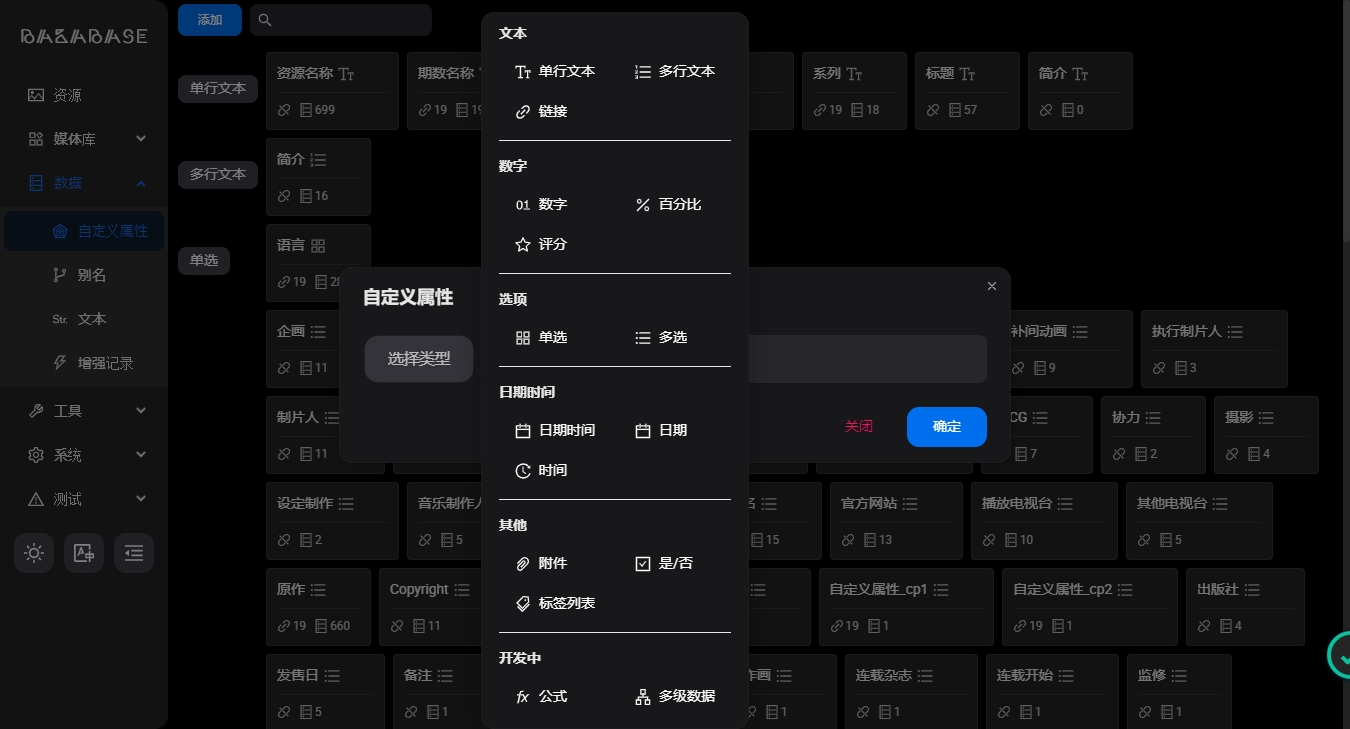 BAZABASE
资源
媒体库
数据
自定义属性
别名
Str. 文本
增强记录
工具
系统
测试
添加
单行文本
资源名称
699
期数名称
19
系列
19 18
标题
57
简介
0
多行文本
简介
16
单选
语言
19
企画
11
补间动画
9
执行制片人
3
制片人
11
CG
7
协力
2
摄影
4
设定制作
2
音乐制作人
5
15
官方网站
13
播放电视台
10
其他电视台
5
原作
19 660
Copyright
11
自定义属性_cp1
19 1
自定义属性_cp2
19 1
出版社
4
发售日
5
备注
1
作画
1
连载杂志
1
连载开始
1
监修
1
自定义属性
选择类型
关闭
确定
文本
单行文本 多行文本
链接
数字
01 数字 百分比
评分
选项
单选 多选
日期时间
日期时间 日期
时间
其他
附件 是/否
标签列表
开发中
fx 公式 多级数据